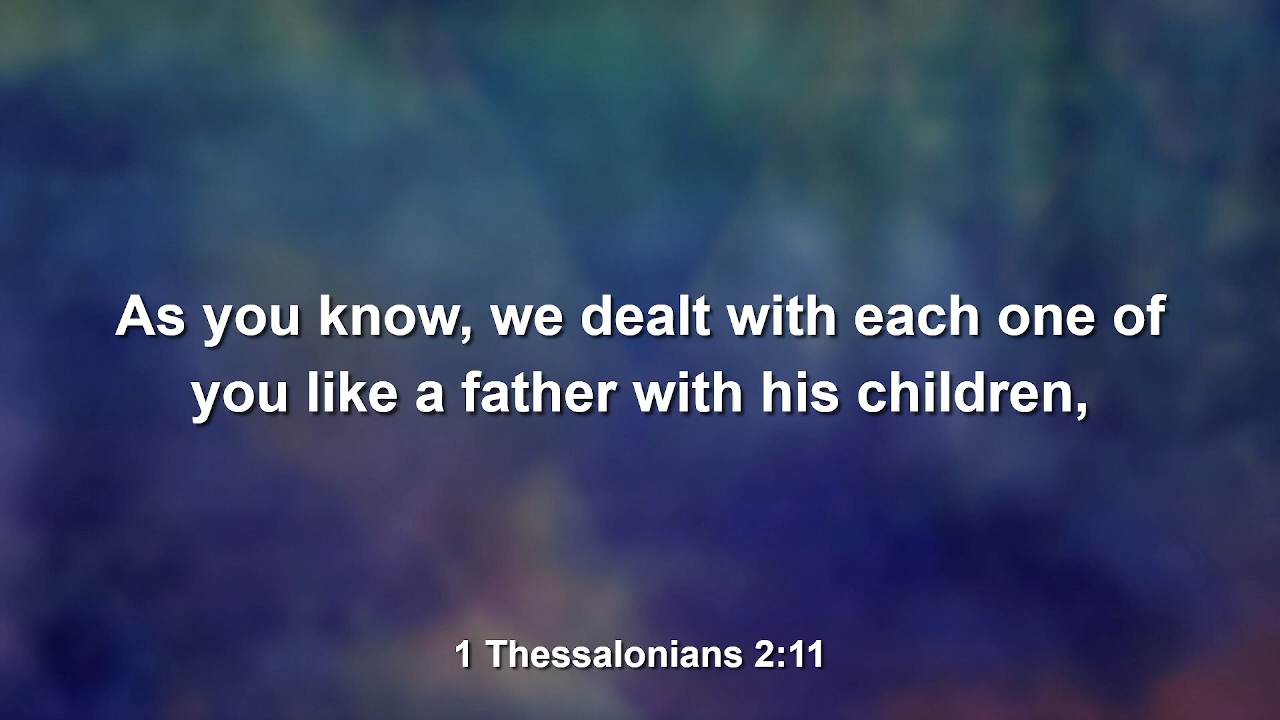 As you know, we dealt with each one of
you like a father with his children,
1 Thessalonians 2:11